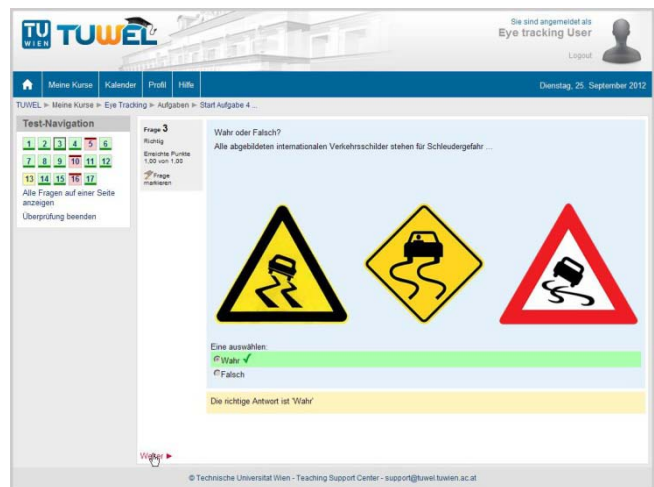 TU WIEN TUWEL
Sie sind angemeldet als
Eye tracking User
Logout
Meine Kurse Kalender Profil Hilfe
Dienstag, 25. September 2012
TUWEL ► Meine Kurse ► Eye Tracking ► Aufgaben ► Start Aufgabe 4 ...
Test-Navigation
1 2 3 4 5 6
7 8 9 10 11 12
13 14 15 16 17
Alle Fragen auf einer Seite
anzeigen
Überprüfung beenden
Frage 3
Richtig
Erreichte Punkte
1,00 von 1,00
Frage
markieren
Wahr oder Falsch?
Alle abgebildeten internationalen Verkehrsschilder stehen für Schleudergefahr ...
Eine auswählen:
Wahr ✓
Falsch
Die richtige Antwort ist 'Wahr'
Weiter ►
© Technische Universität Wien - Teaching Support Center - support@tuwel.tuwien.ac.at